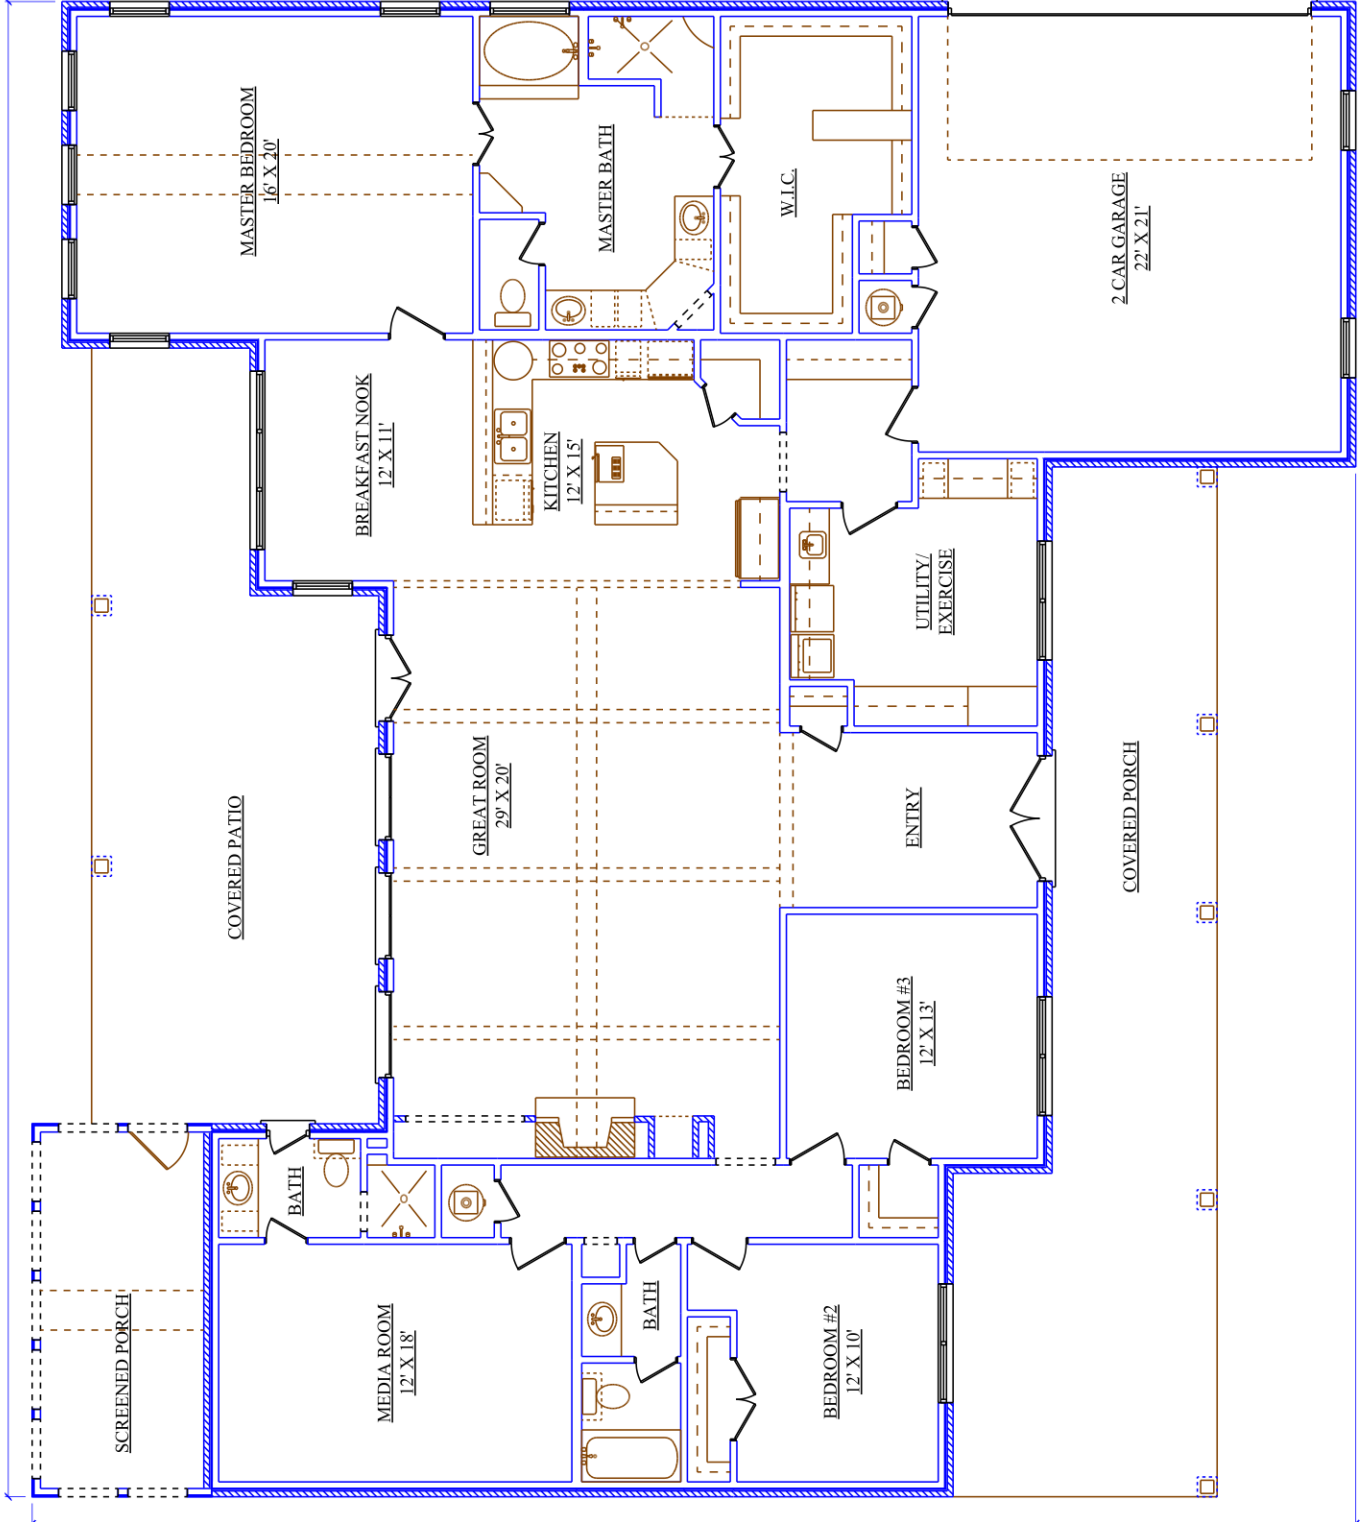 MASTER BEDROOM
16' X 20'
MASTER BATH
W.I.C.
2 CAR GARAGE
22' X 21'
BREAKFAST NOOK
12' X 11'
KITCHEN
12' X 15'
UTILITY/
EXERCISE
GREAT ROOM
29' X 20'
COVERED PATIO
ENTRY
COVERED PORCH
BEDROOM #3
12' X 13'
BATH
SCREENED PORCH
MEDIA ROOM
12' X 18'
BATH
BEDROOM #2
12' X 10'